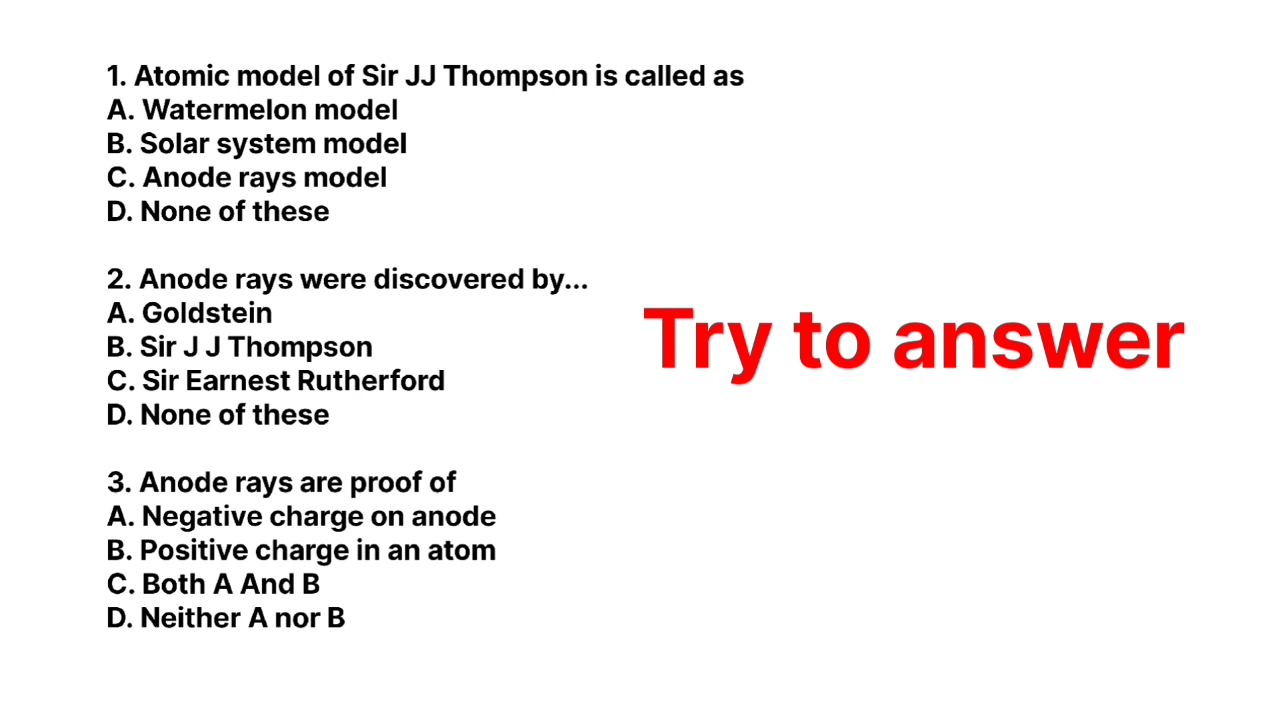 1. Atomic model of Sir JJ Thompson is called as
A. Watermelon model
B. Solar system model
C. Anode rays model
D. None of these
2. Anode rays were discovered by...
A. Goldstein
B. Sir J J Thompson
C. Sir Earnest Rutherford
D. None of these
3. Anode rays are proof of
A. Negative charge on anode
B. Positive charge in an atom
C. Both A And B
D. Neither A nor B
Try to answer